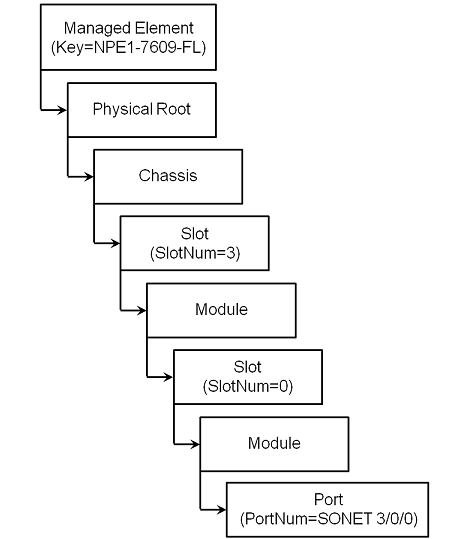 Managed Element
(Key=NPE1-7609-FL)
Physical Root
Chassis
Slot
(SlotNum=3)
Module
Slot
(SlotNum=0)
Module
Port
(PortNum=SONET 3/0/0)